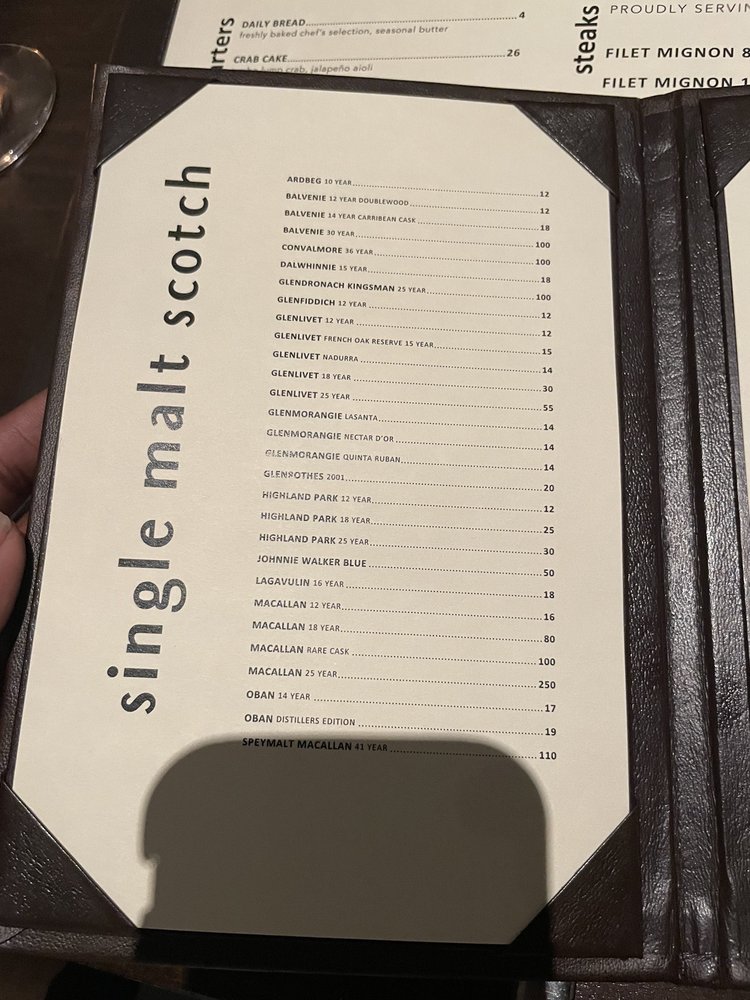 arters
DAILY BREAD 4
freshly baked chef's selection, seasonal butter
CRAB CAKE 26
lump crab, jalapeño aioli
steaks
PROUDLY SERVIN
FILET MIGNON 8
FILET MIGNON 1
single malt scotch
ARDBEG 10 YEAR 12
BALVENIE 12 YEAR DOUBLEWOOD 12
BALVENIE 14 YEAR CARRIBEAN CASK 18
BALVENIE 30 YEAR 100
CONVALMORE 36 YEAR 100
DALWHINNIE 15 YEAR 18
GLENDRONACH KINGSMAN 25 YEAR 100
GLENFIDDICH 12 YEAR 12
GLENLIVET 12 YEAR 12
GLENLIVET FRENCH OAK RESERVE 15 YEAR 15
GLENLIVET NADURRA 14
GLENLIVET 18 YEAR 30
GLENLIVET 25 YEAR 55
GLENMORANGIE LASANTA 14
GLENMORANGIE NECTAR D'OR 14
GLENMORANGIE QUINTA RUBAN 14
GLENROTHES 2001 20
HIGHLAND PARK 12 YEAR 12
HIGHLAND PARK 18 YEAR 25
HIGHLAND PARK 25 YEAR 30
JOHNNIE WALKER BLUE 50
LAGAVULIN 16 YEAR 18
MACALLAN 12 YEAR 16
MACALLAN 18 YEAR 80
MACALLAN RARE CASK 100
MACALLAN 25 YEAR 250
OBAN 14 YEAR 17
OBAN DISTILLERS EDITION 19
SPEYMALT MACALLAN 41 YEAR 110